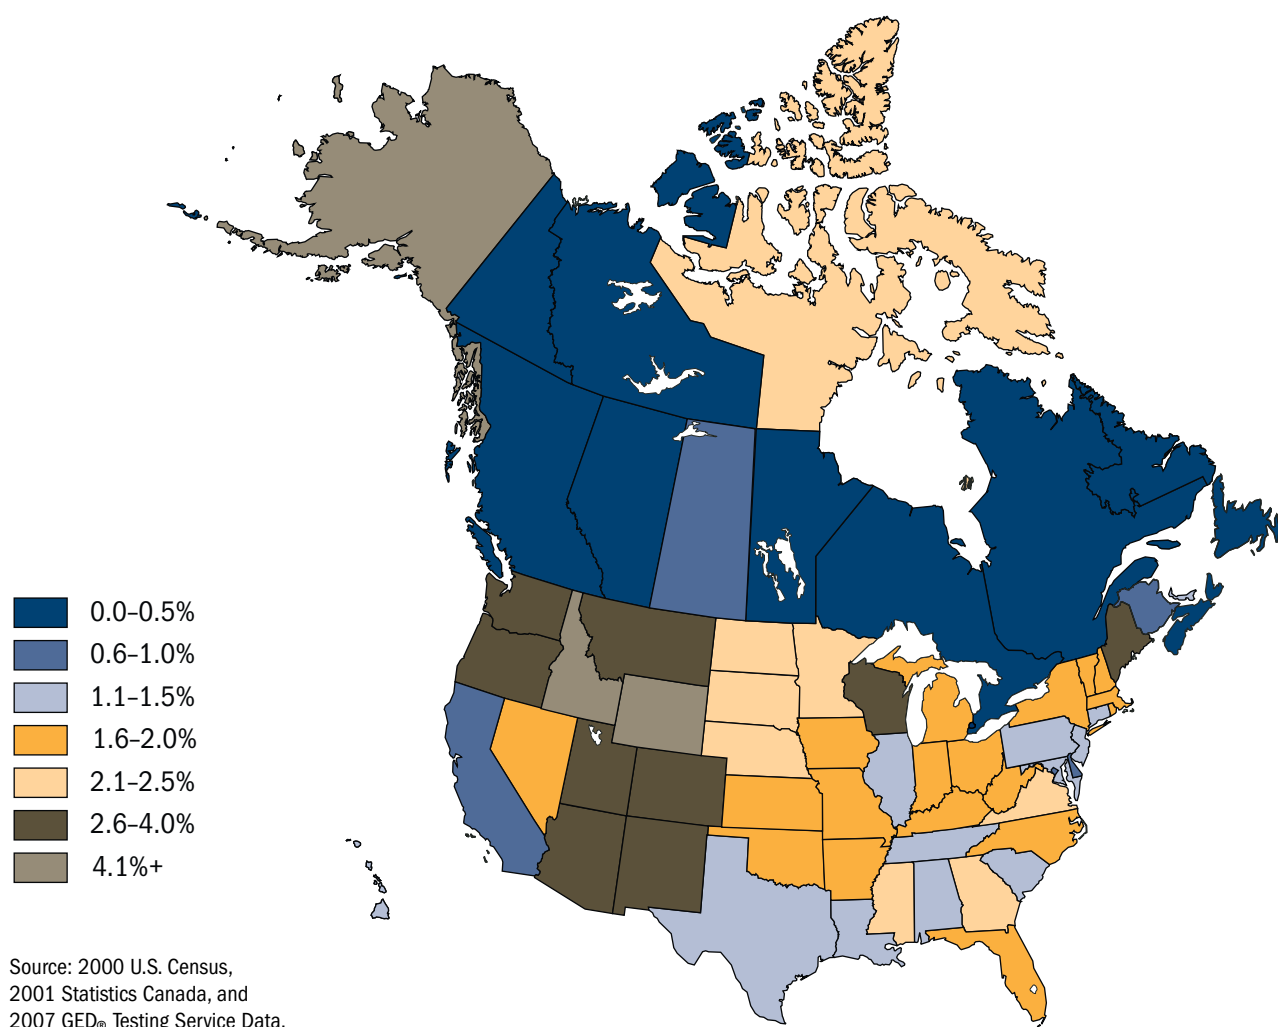 0.0–0.5%
0.6–1.0%
1.1–1.5%
1.6–2.0%
2.1–2.5%
2.6–4.0%
4.1%+
Source: 2000 U.S. Census,
2001 Statistics Canada, and
2007 GED® Testing Service Data.